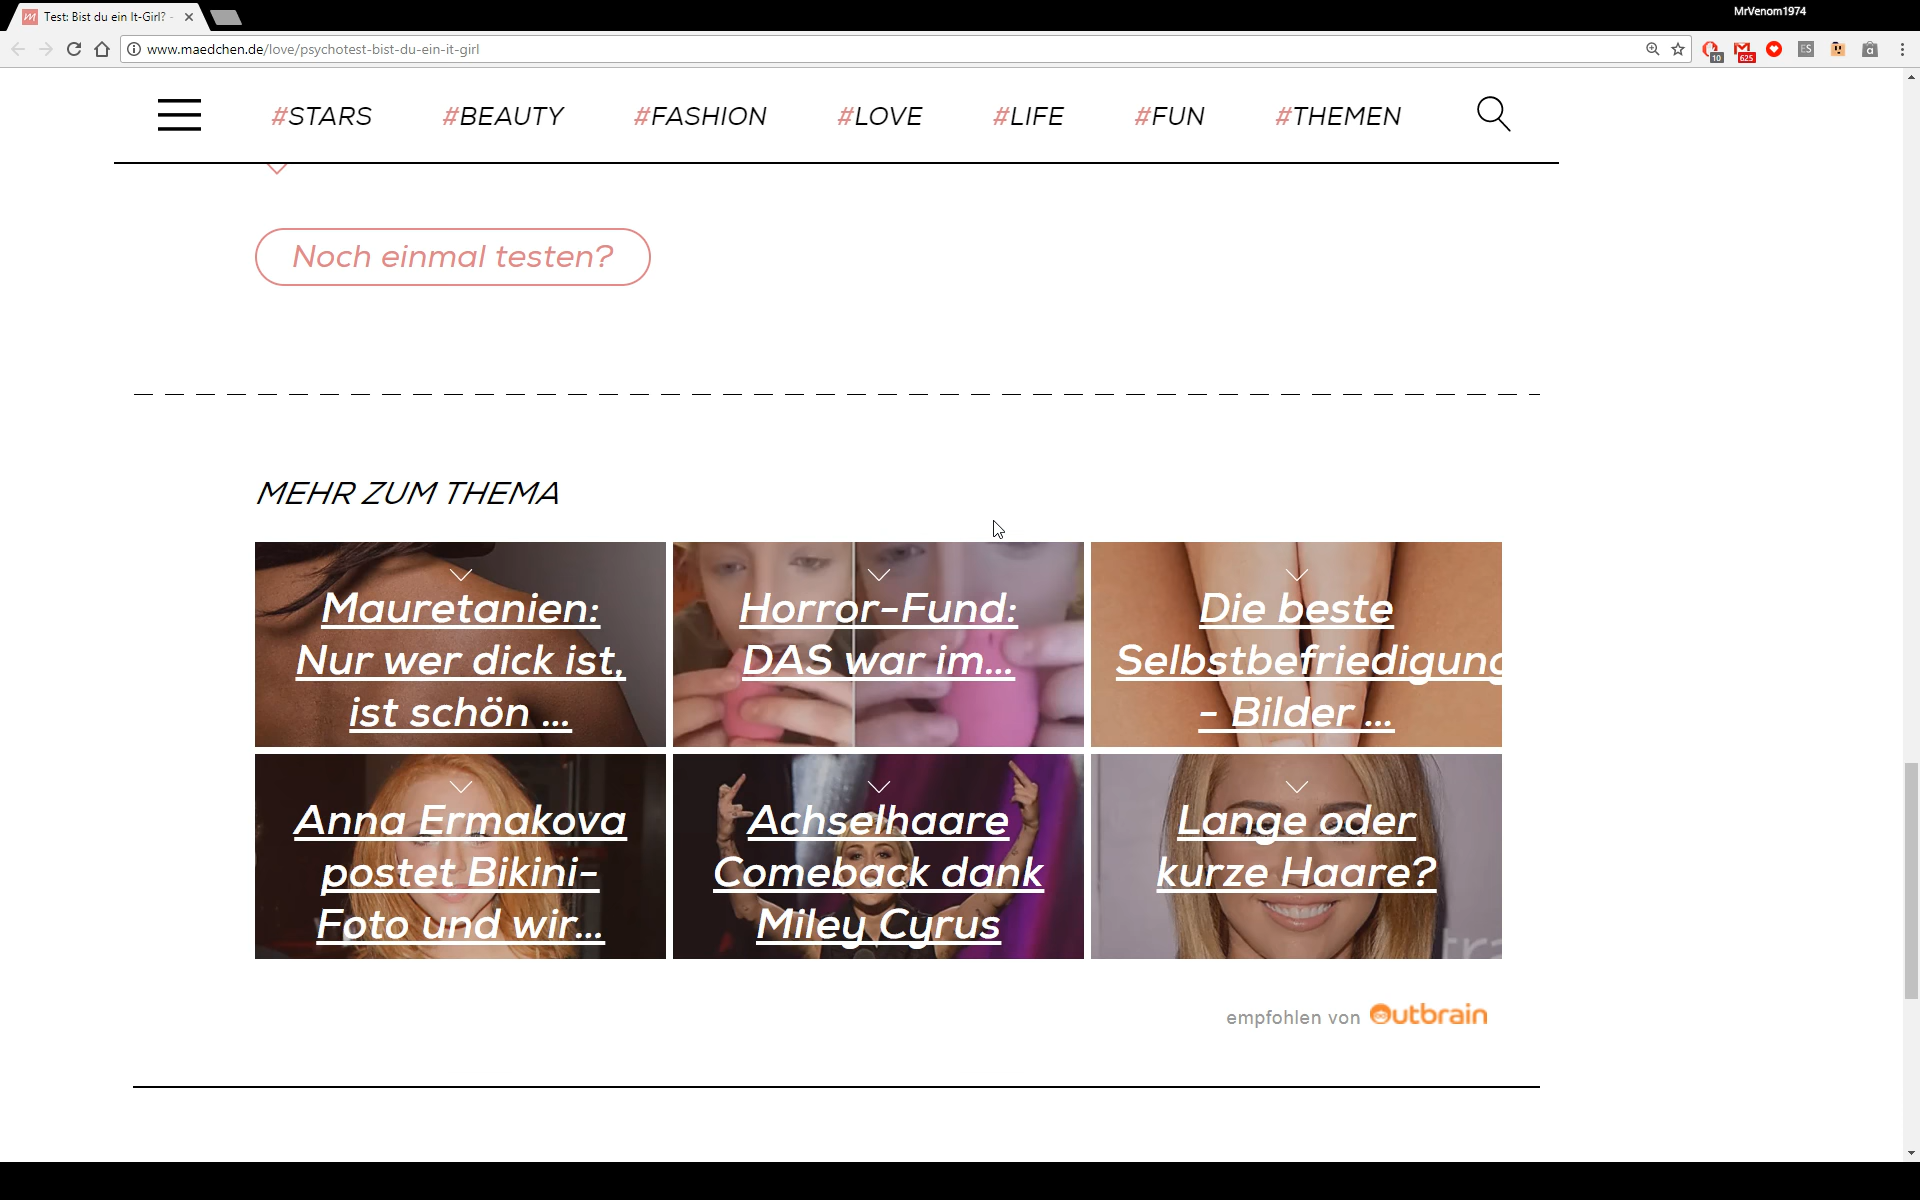 Test: Bist du ein It-Girl? -
MrVenom1974
www.maedchen.de/love/psychotest-bist-du-ein-it-girl
10
625
ES
#STARS #BEAUTY #FASHION #LOVE #LIFE #FUN #THEMEN
Noch einmal testen?
MEHR ZUM THEMA
Mauretanien:
Nur wer dick ist,
ist schön ...
Horror-Fund:
DAS war im...
Die beste
Selbstbefriedigung
- Bilder ...
Anna Ermakova
postet Bikini-
Foto und wir...
Achselhaare
Comeback dank
Miley Cyrus
Lange oder
kurze Haare?
empfohlen von Outbrain